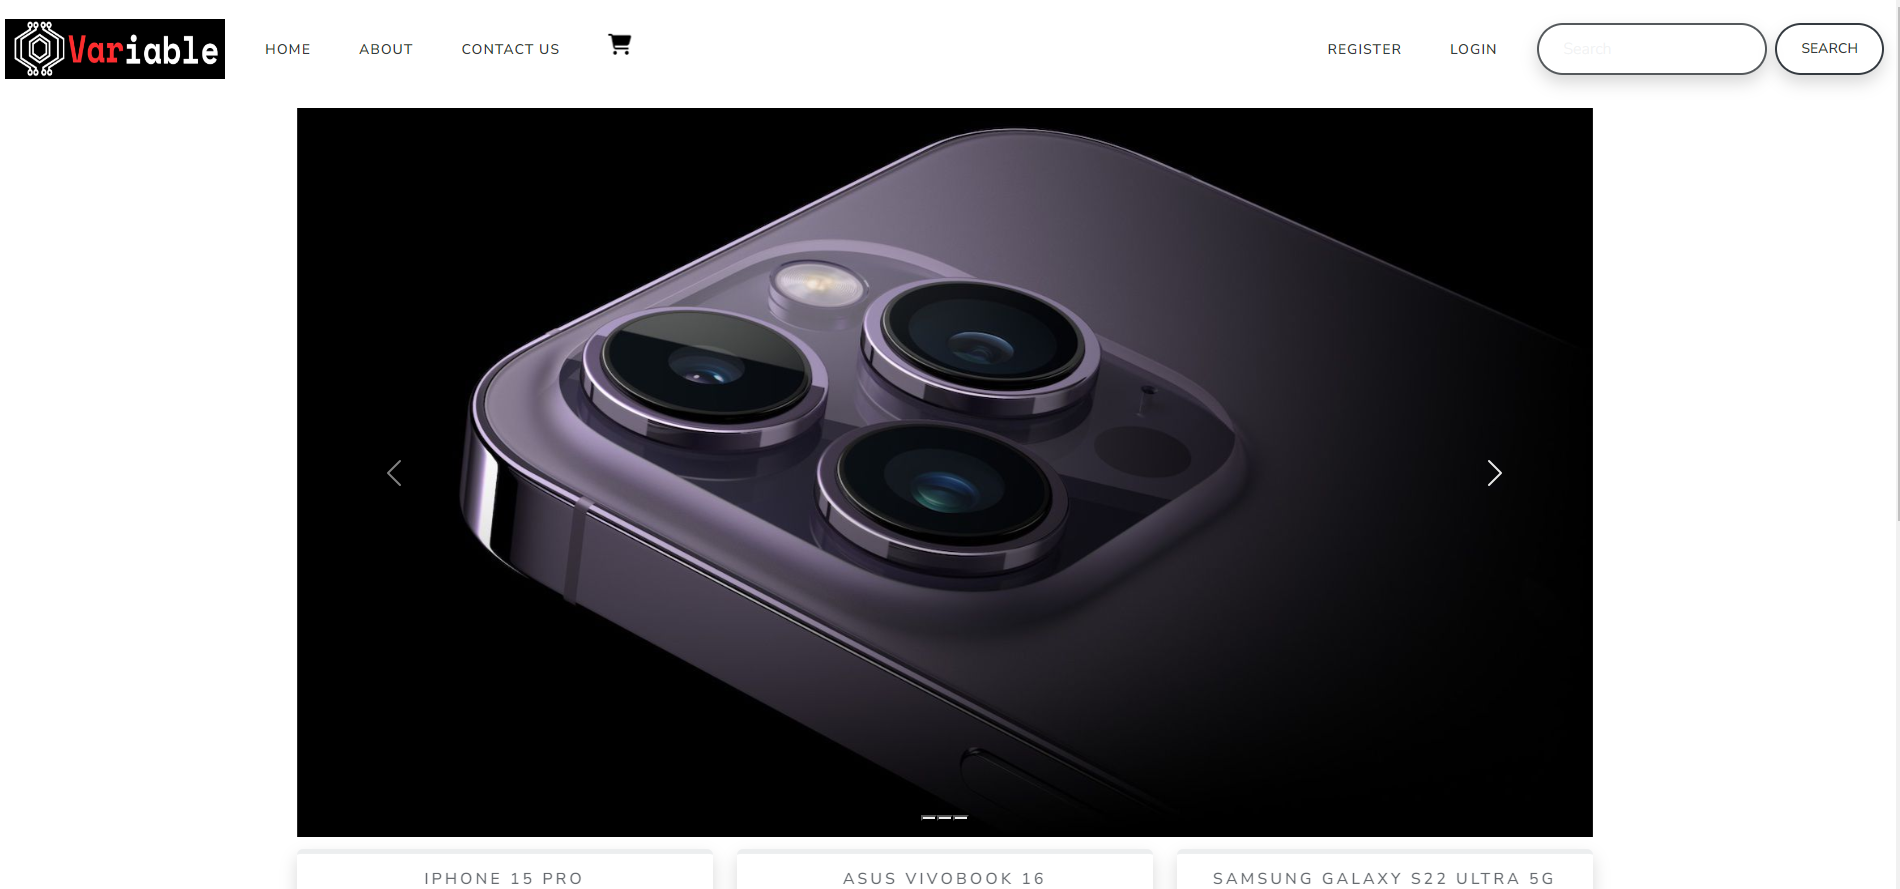 Variable
HOME
ABOUT
CONTACT US
REGISTER
LOGIN
Search
SEARCH
IPHONE 15 PRO
ASUS VIVOBOOK 16
SAMSUNG GALAXY S22 ULTRA 5G